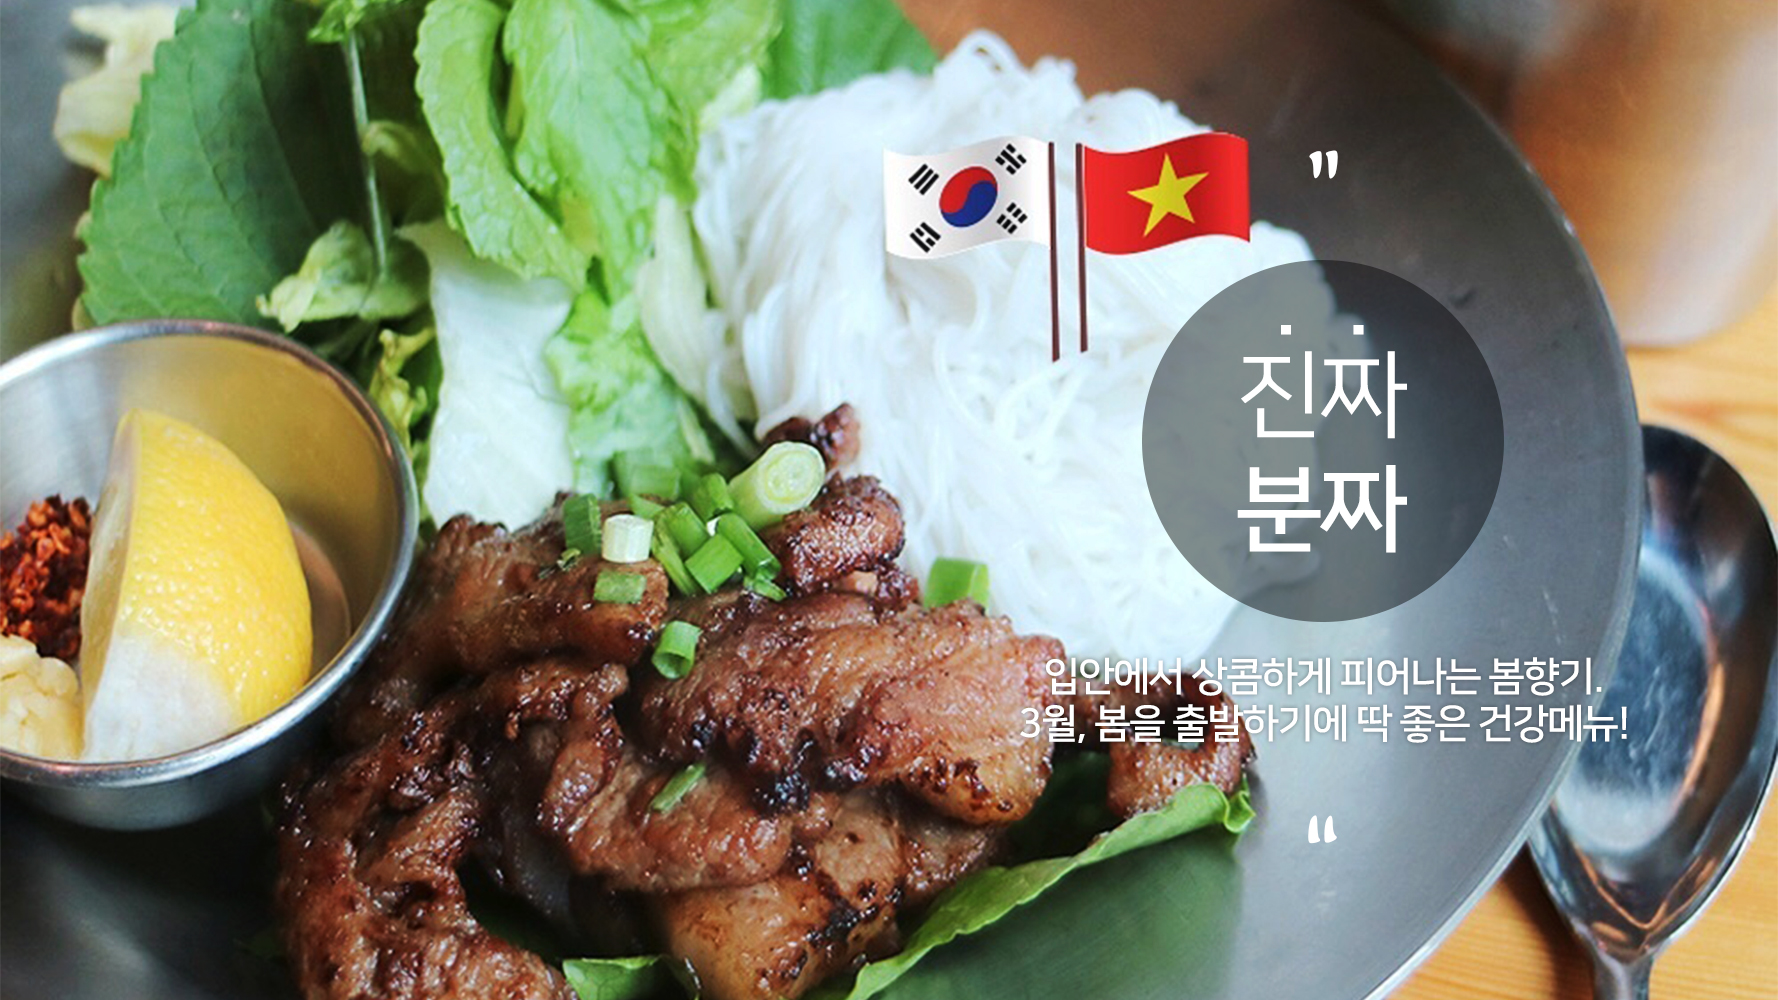 "
진짜
분짜
입안에서 상콤하게 피어나는 봄향기.
3월, 봄을 출발하기에 딱 좋은 건강메뉴!
"